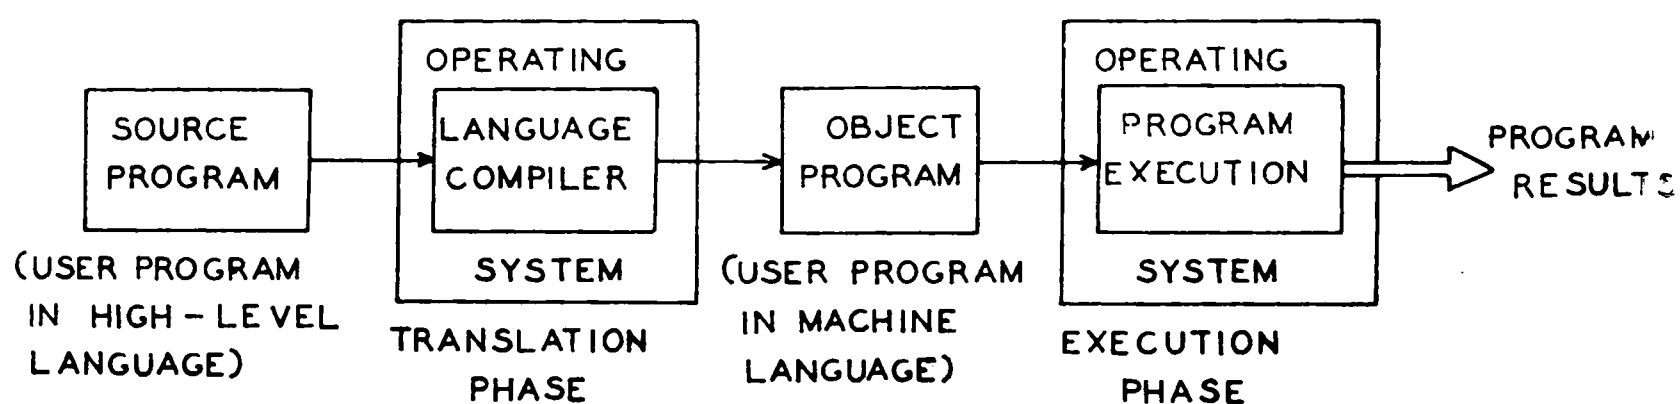 SOURCE
PROGRAM
(USER PROGRAM
IN HIGH-LEVEL
LANGUAGE)
OPERATING
LANGUAGE
COMPILER
SYSTEM
TRANSLATION
PHASE
OBJECT
PROGRAM
(USER PROGRAM
IN MACHINE
LANGUAGE)
OPERATING
PROGRAM
EXECUTION
SYSTEM
EXECUTION
PHASE
PROGRAM
RESULTS